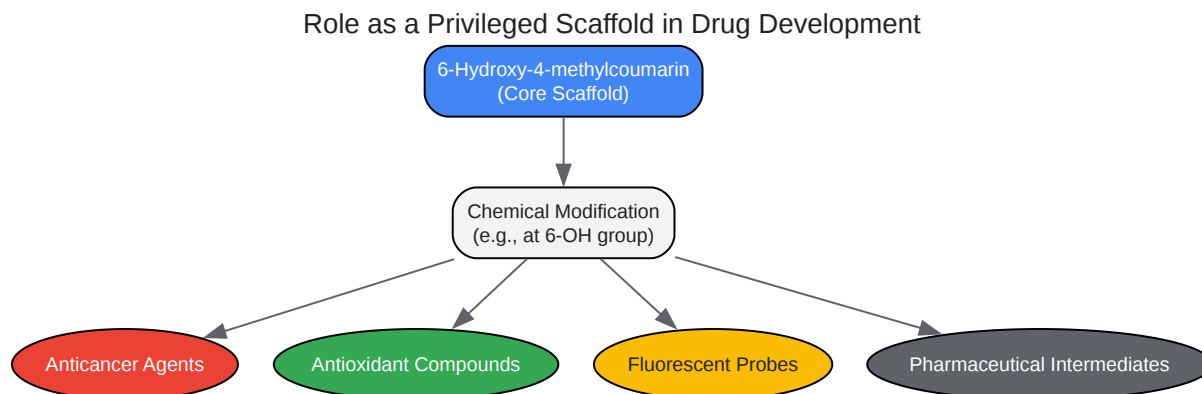 Role as a Privileged Scaffold in Drug Development
6-Hydroxy-4-methylcoumarin
(Core Scaffold)
Chemical Modification
(e.g., at 6-OH group)
Anticancer Agents
Antioxidant Compounds
Fluorescent Probes
Pharmaceutical Intermediates